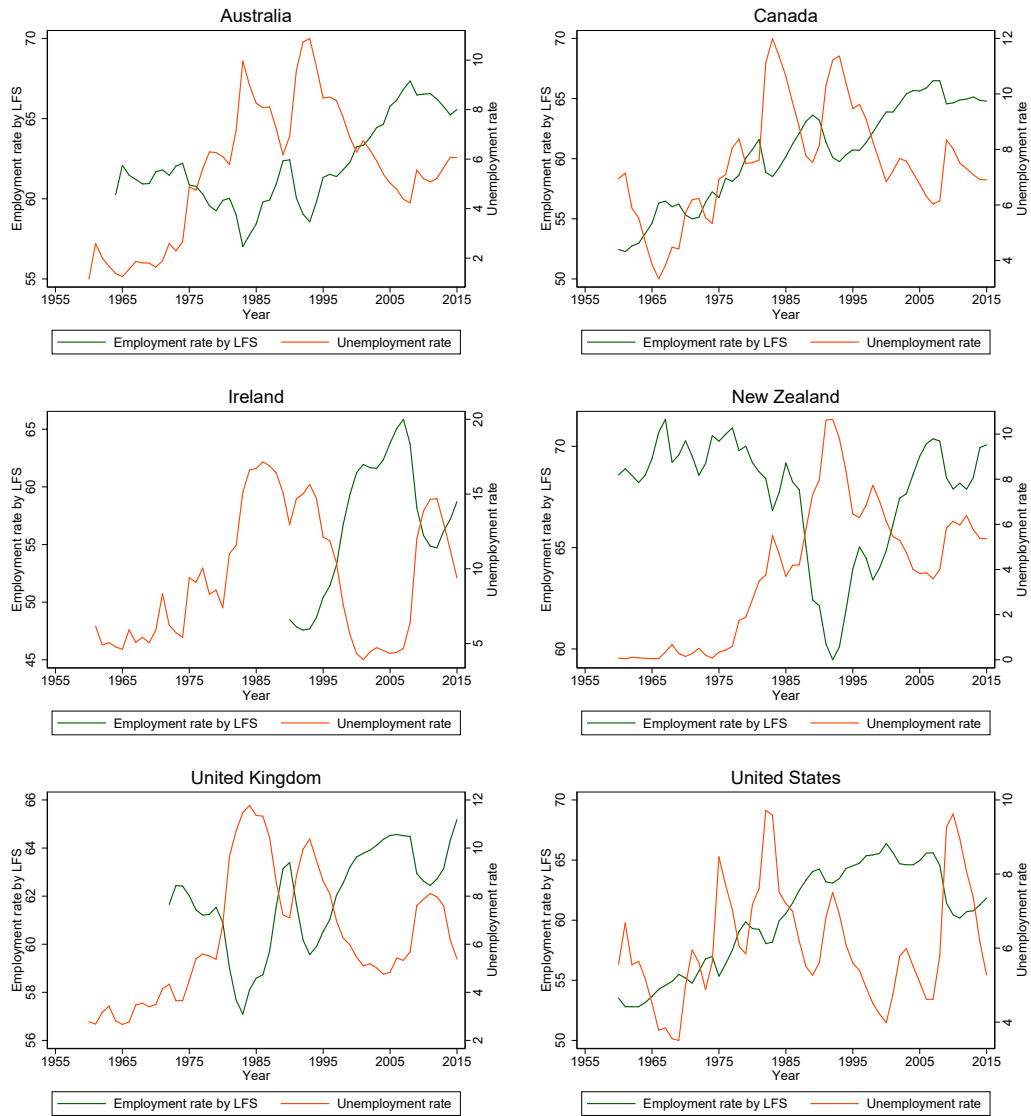 Australia
Employment rate by LFS
55 60 65 70
Unemployment rate
2 4 6 8 10
1955 1965 1975 1985 1995 2005 2015
Year
Employment rate by LFS Unemployment rate
Canada
Employment rate by LFS
50 55 60 65 70
Unemployment rate
4 6 8 10 12
1955 1965 1975 1985 1995 2005 2015
Year
Employment rate by LFS Unemployment rate
Ireland
Employment rate by LFS
45 50 55 60 65
Unemployment rate
5 10 15 20
1955 1965 1975 1985 1995 2005 2015
Year
Employment rate by LFS Unemployment rate
New Zealand
Employment rate by LFS
60 65 70
Unemployment rate
0 2 4 6 8 10
1955 1965 1975 1985 1995 2005 2015
Year
Employment rate by LFS Unemployment rate
United Kingdom
Employment rate by LFS
56 58 60 62 64 66
Unemployment rate
2 4 6 8 10 12
1955 1965 1975 1985 1995 2005 2015
Year
Employment rate by LFS Unemployment rate
United States
Employment rate by LFS
50 55 60 65 70
Unemployment rate
4 6 8 10
1955 1965 1975 1985 1995 2005 2015
Year
Employment rate by LFS Unemployment rate